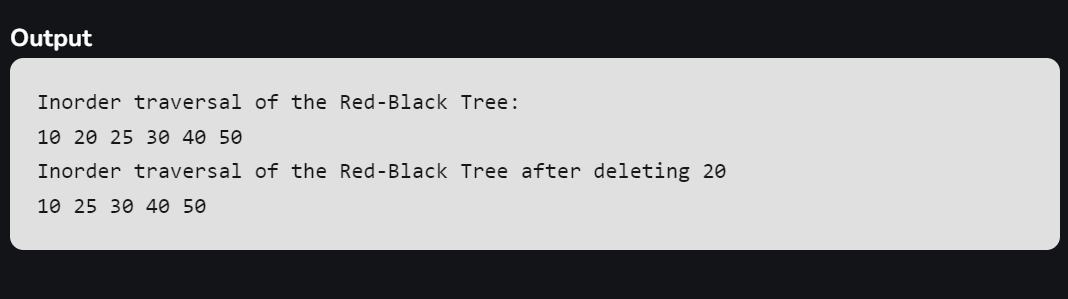 Output
Inorder traversal of the Red-Black Tree:
10 20 25 30 40 50
Inorder traversal of the Red-Black Tree after deleting 20
10 25 30 40 50